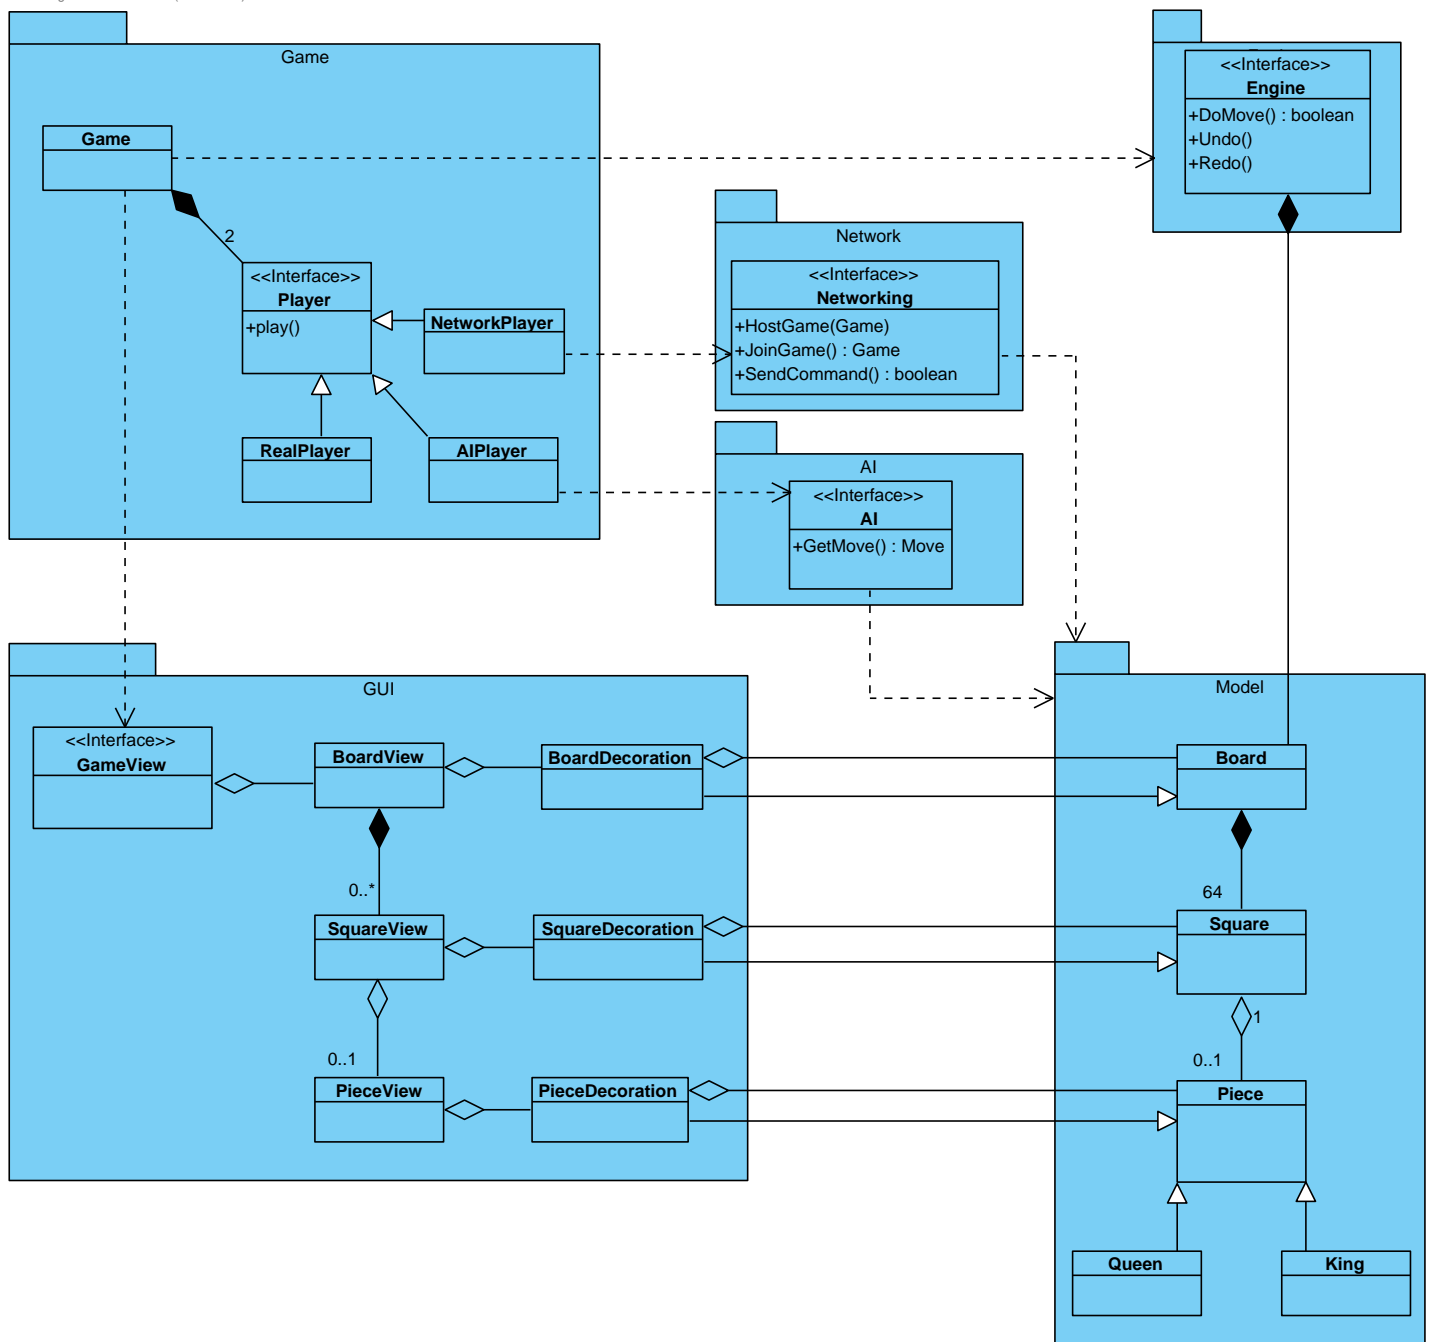 Game
<<Interface>>
Engine
+DoMove() : boolean
+Undo()
+Redo()
Game
2
<<Interface>>
Player
+play()
NetworkPlayer
RealPlayer
AIPlayer
Network
<<Interface>>
Networking
+HostGame(Game)
+JoinGame() : Game
+SendCommand() : boolean
AI
<<Interface>>
AI
+GetMove() : Move
GUI
<<Interface>>
GameView
BoardView
BoardDecoration
0..*
SquareView
SquareDecoration
0..1
PieceView
PieceDecoration
Model
Board
64
Square
1
0..1
Piece
Queen
King